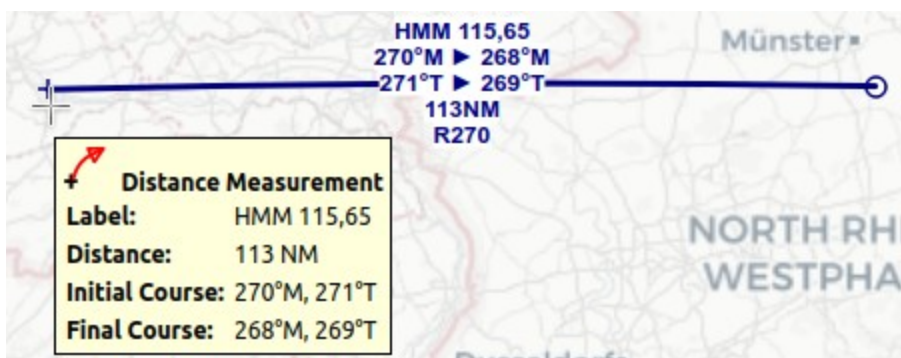 HMM 115,65
270°M ► 268°M
271°T ► 269°T
113NM
R270
Münster
Distance Measurement
Label: HMM 115,65
Distance: 113 NM
Initial Course: 270°M, 271°T
Final Course: 268°M, 269°T
NORTH RH
WESTPHA